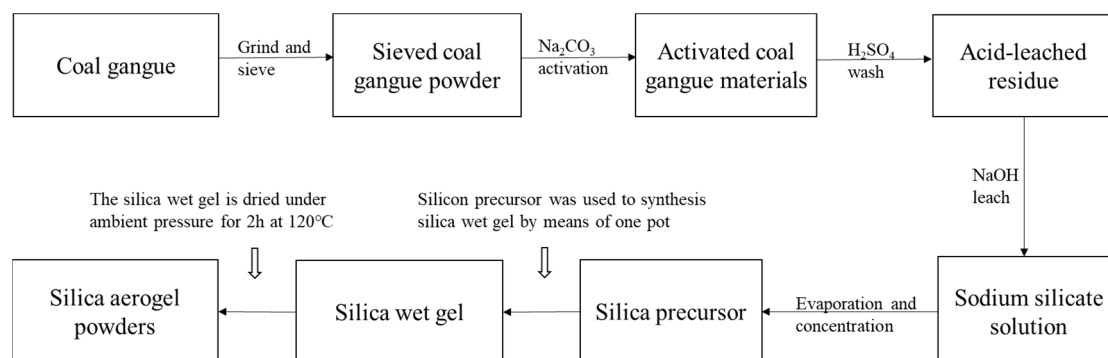 Coal gangue
Grind and
sieve
Sieved coal
gangue powder
Na₂CO₃
activation
Activated coal
gangue materials
H₂SO₄
wash
Acid-leached
residue
NaOH
leach
Sodium silicate
solution
Evaporation and
concentration
Silica precursor
Silicon precursor was used to synthesis
silica wet gel by means of one pot
Silica wet gel
The silica wet gel is dried under
ambient pressure for 2h at 120℃
Silica aerogel
powders